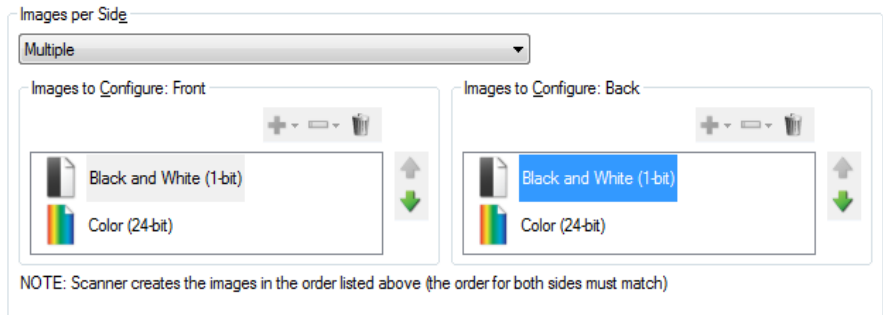 Images per Side
Multiple
Images to Configure: Front
Images to Configure: Back
Black and White (1-bit)
Color (24-bit)
Black and White (1-bit)
Color (24-bit)
NOTE: Scanner creates the images in the order listed above (the order for both sides must match)